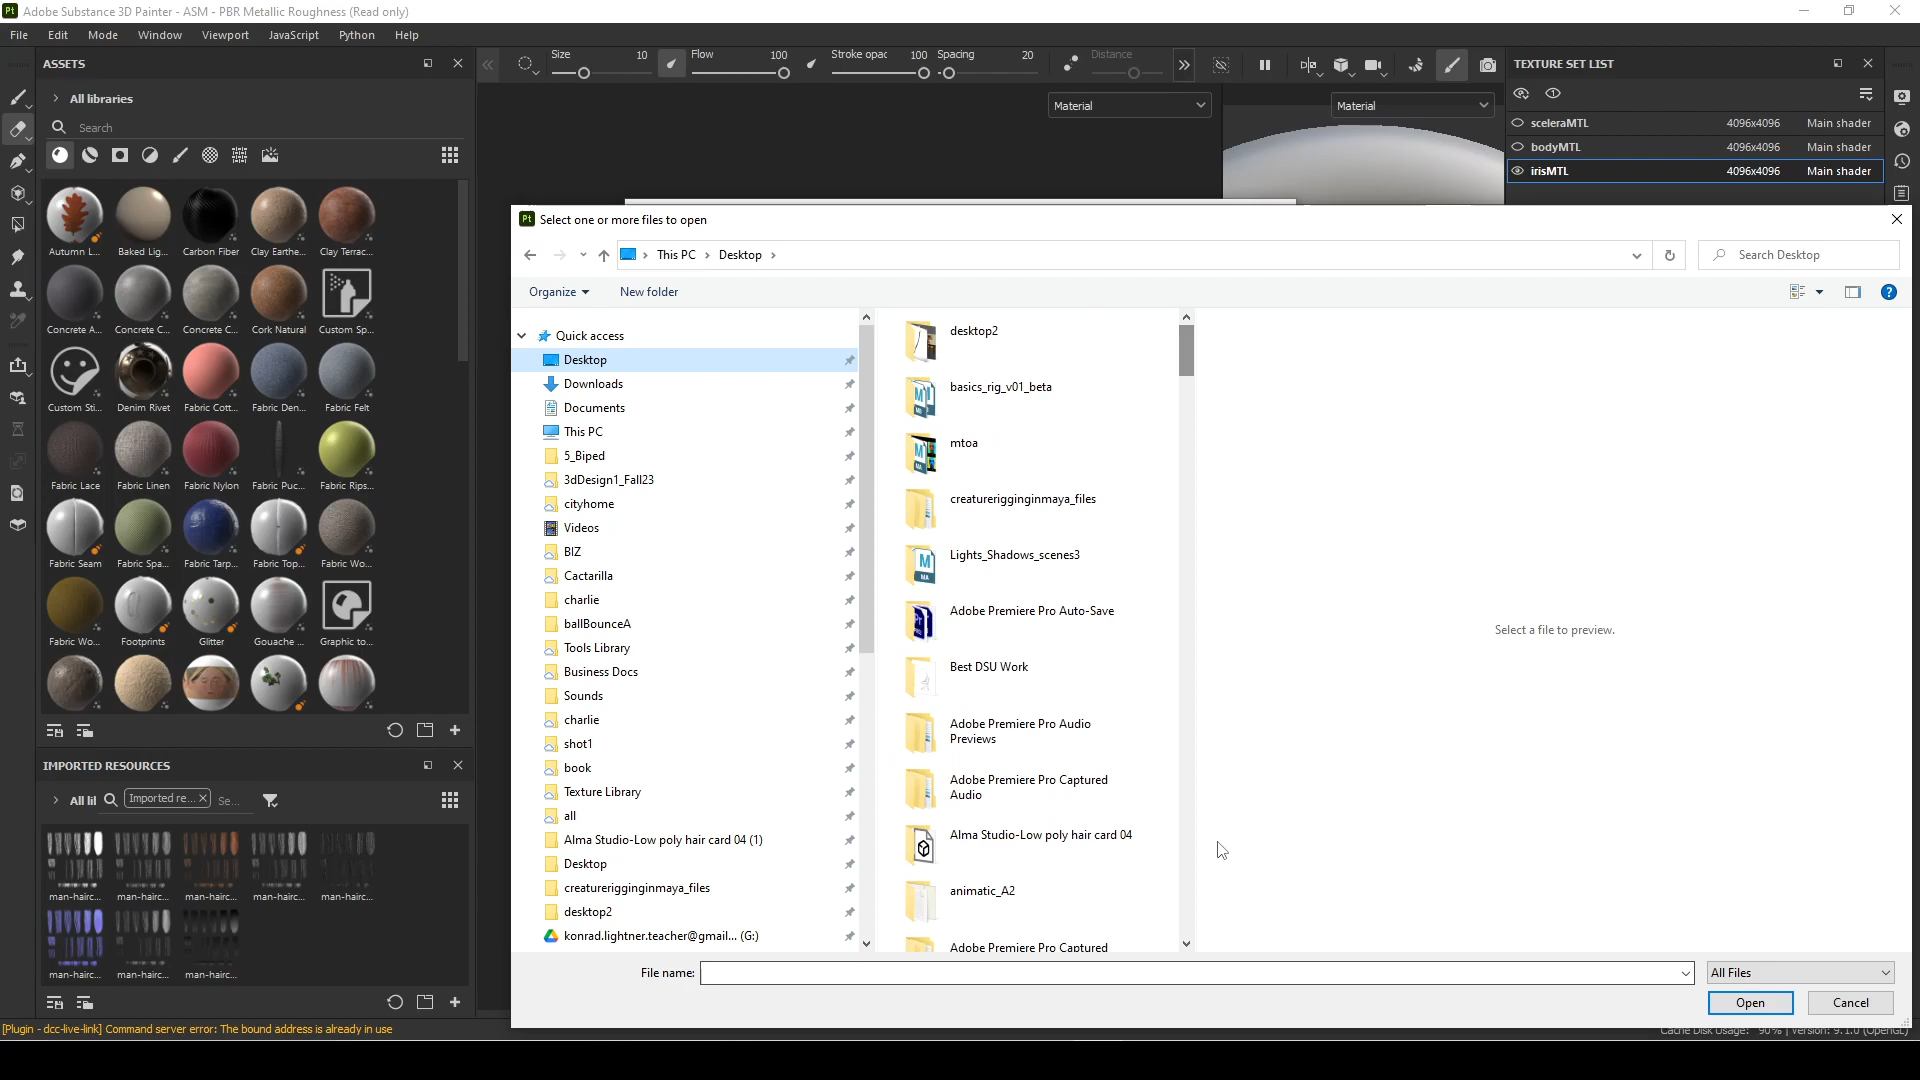 Adobe Substance 3D Painter - ASM - PBR Metallic Roughness (Read only)
File Edit Mode Window Viewport JavaScript Python Help
ASSETS
All libraries
Search
Size 10 Flow 100 Stroke opac 100 Spacing 20 Distance
Material
Material
TEXTURE SET LIST
sceleraMTL 4096x4096 Main shader
bodyMTL 4096x4096 Main shader
irisMTL 4096x4096 Main shader
Autumn L... Baked Lig... Carbon Fiber Clay Earthe... Clay Terrac...
Concrete A... Concrete C... Concrete C... Cork Natural Custom Sp...
Custom Sti... Denim Rivet Fabric Cott... Fabric Den... Fabric Felt
Fabric Lace Fabric Linen Fabric Nylon Fabric Puc... Fabric Rips...
Fabric Seam Fabric Spa... Fabric Tarp... Fabric Top... Fabric Wo...
Fabric Wo... Footprints Glitter Gouache ... Graphic to...
IMPORTED RESOURCES
All lil Imported re... Se...
man-hairc... man-hairc... man-hairc... man-hairc... man-hairc...
man-hairc... man-hairc... man-hairc...
[Plugin - dcc-live-link] Command server error: The bound address is already in use
Select one or more files to open
This PC Desktop
Search Desktop
Organize New folder
Quick access
Desktop
Downloads
Documents
This PC
5_Biped
3dDesign1_Fall23
cityhome
Videos
BIZ
Cactarilla
charlie
ballBounceA
Tools Library
Business Docs
Sounds
charlie
shot1
book
Texture Library
all
Alma Studio-Low poly hair card 04 (1)
Desktop
creaturerigginginmaya_files
desktop2
konrad.lightner.teacher@gmail... (G:)
desktop2
basics_rig_v01_beta
mtoa
creaturerigginginmaya_files
Lights_Shadows_scenes3
Adobe Premiere Pro Auto-Save
Best DSU Work
Adobe Premiere Pro Audio
Previews
Adobe Premiere Pro Captured
Audio
Alma Studio-Low poly hair card 04
animatic_A2
Adobe Premiere Pro Captured
Select a file to preview.
File name:
All Files
Open Cancel
Cache Disk Usage: 90% | Version: 9.1.0 (OpenGL)